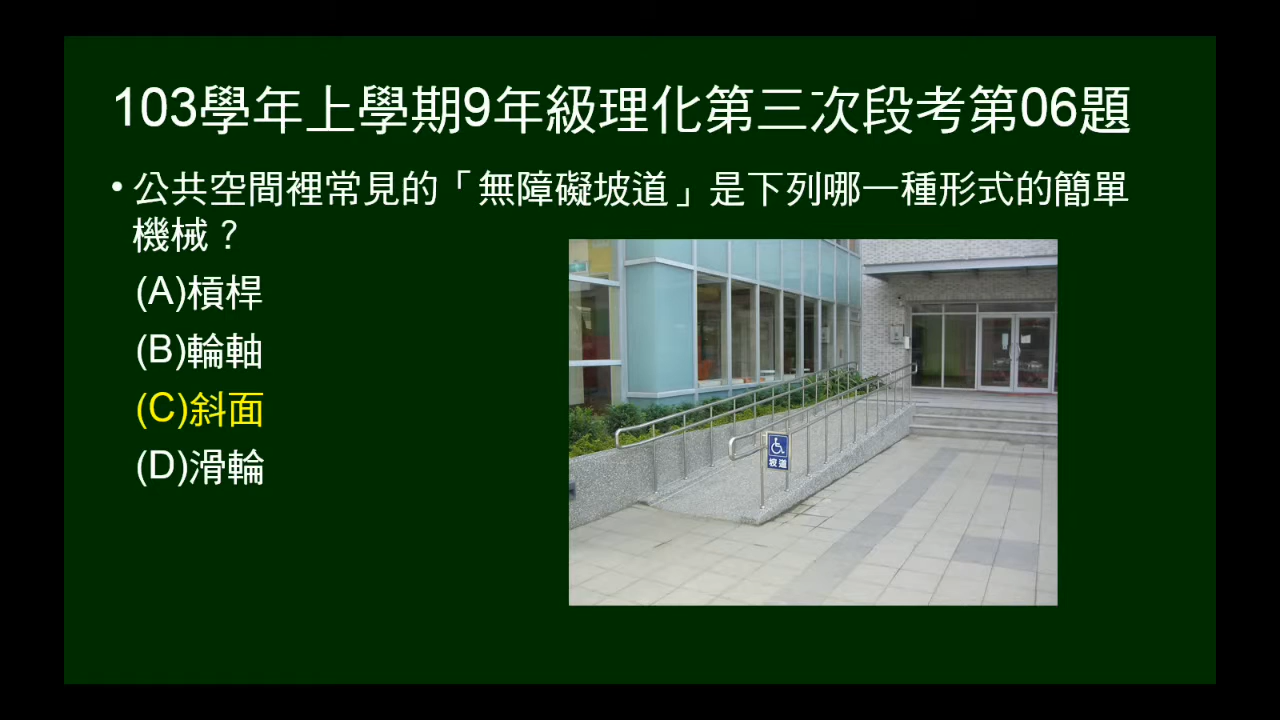 103學年上學期9年級理化第三次段考第06題
• 公共空間裡常見的「無障礙坡道」是下列哪一種形式的簡單
機械？
(A)槓桿
(B)輪軸
(C)斜面
(D)滑輪
坡道